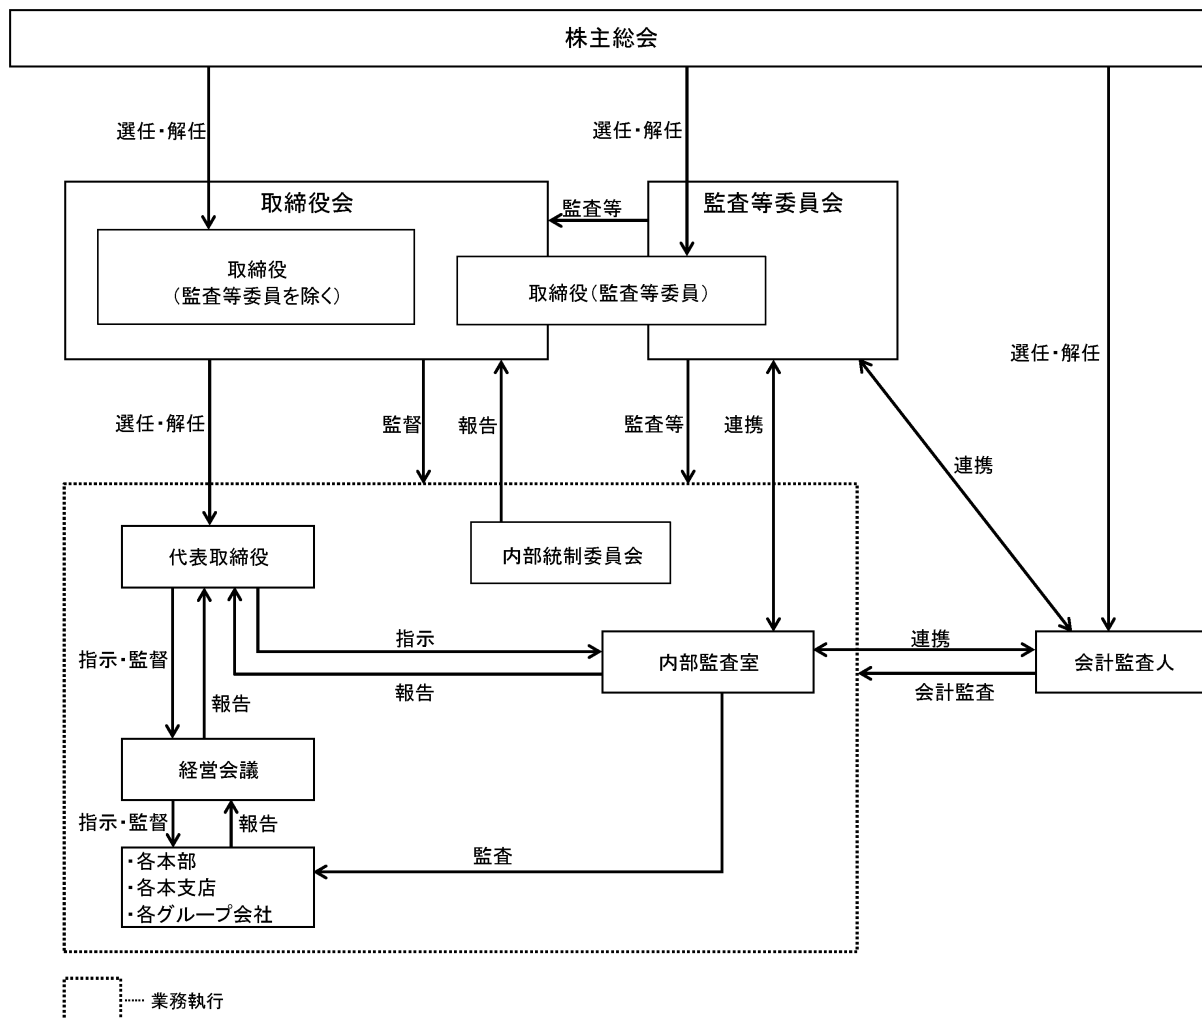 株主総会
選任・解任
選任・解任
選任・解任
取締役会
監査等
監査等委員会
取締役
（監査等委員を除く）
取締役（監査等委員）
選任・解任
監督
報告
監査等
連携
連携
代表取締役
内部統制委員会
指示・監督
報告
指示
報告
内部監査室
連携
会計監査
会計監査人
経営会議
指示・監督
報告
監査
・各本部
・各本支店
・各グループ会社
業務執行